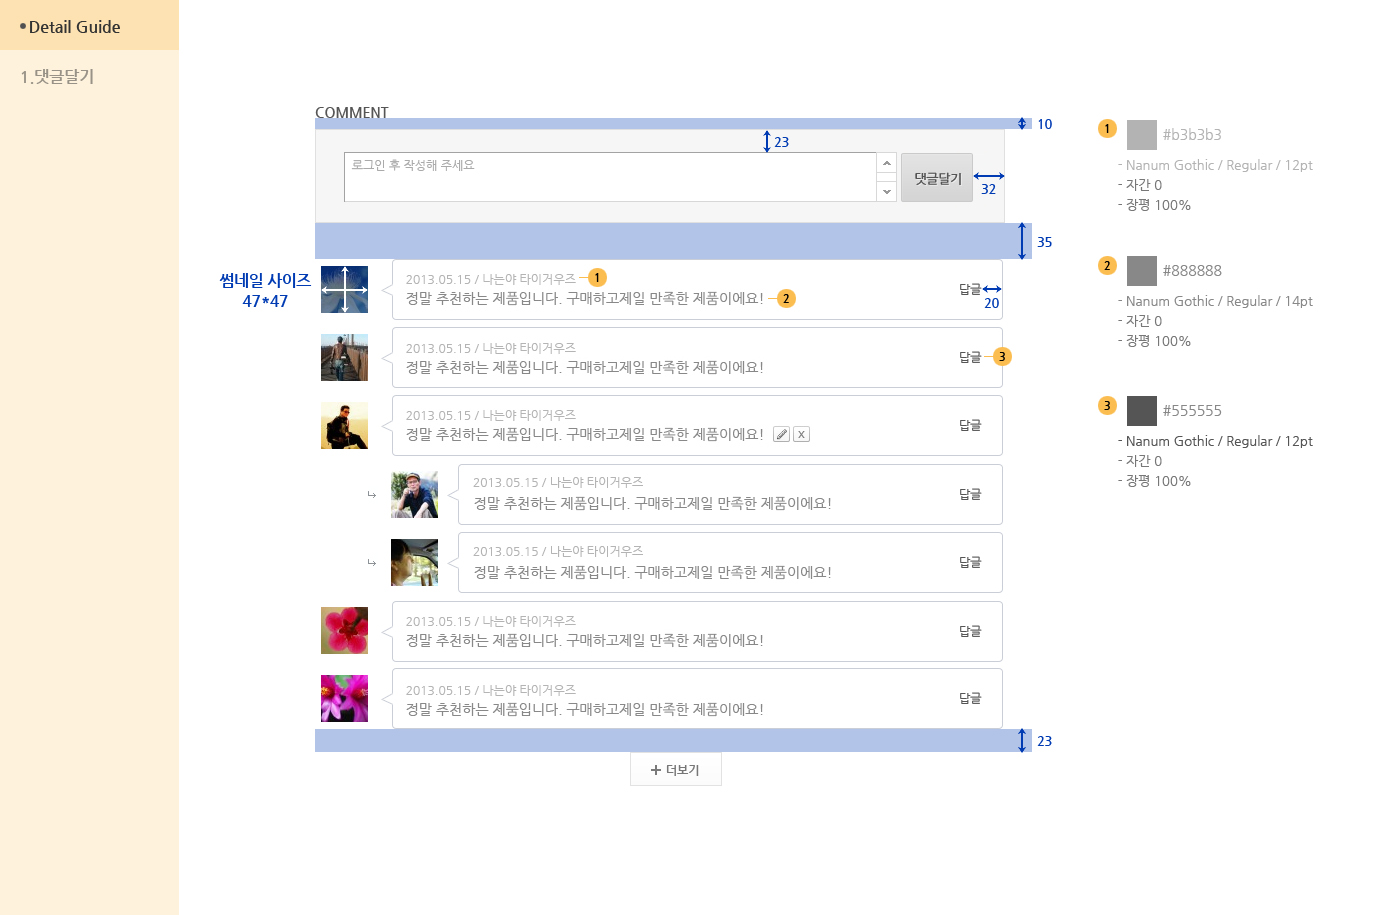 Detail Guide
1.댓글달기
COMMENT
10
23
로그인 후 작성해 주세요
댓글달기
32
35
썸네일 사이즈
47*47
2013.05.15 / 나는야 타이거우즈
1
정말 추천하는 제품입니다. 구매하고제일 만족한 제품이에요!
2
답글
20
2013.05.15 / 나는야 타이거우즈
정말 추천하는 제품입니다. 구매하고제일 만족한 제품이에요!
답글
3
2013.05.15 / 나는야 타이거우즈
정말 추천하는 제품입니다. 구매하고제일 만족한 제품이에요!
x
답글
2013.05.15 / 나는야 타이거우즈
정말 추천하는 제품입니다. 구매하고제일 만족한 제품이에요!
답글
2013.05.15 / 나는야 타이거우즈
정말 추천하는 제품입니다. 구매하고제일 만족한 제품이에요!
답글
2013.05.15 / 나는야 타이거우즈
정말 추천하는 제품입니다. 구매하고제일 만족한 제품이에요!
답글
2013.05.15 / 나는야 타이거우즈
정말 추천하는 제품입니다. 구매하고제일 만족한 제품이에요!
답글
23
+ 더보기
1
#b3b3b3
- Nanum Gothic / Regular / 12pt
- 자간 0
- 장평 100%
2
#888888
- Nanum Gothic / Regular / 14pt
- 자간 0
- 장평 100%
3
#555555
- Nanum Gothic / Regular / 12pt
- 자간 0
- 장평 100%